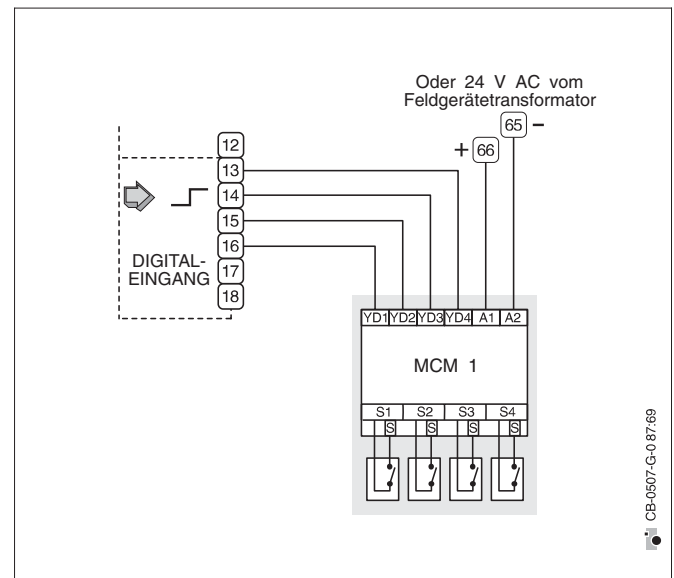 Oder 24 V AC vom
Feldgerätetransformator
65 −
+ 66
12
13
14
15
16
17
18
DIGITAL-
EINGANG
YD1 YD2 YD3 YD4 A1 A2
MCM 1
S1 S2 S3 S4
S S S S
CB-0507-G-0 87:69